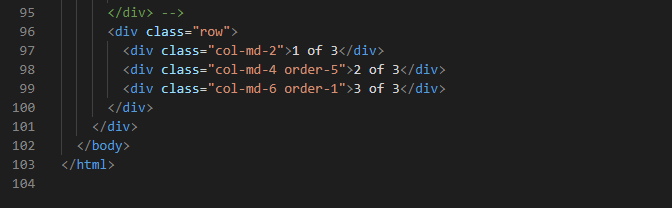 95 </div> -->
96 <div class="row">
97 <div class="col-md-2">1 of 3</div>
98 <div class="col-md-4 order-5">2 of 3</div>
99 <div class="col-md-6 order-1">3 of 3</div>
100 </div>
101 </div>
102 </body>
103 </html>
104